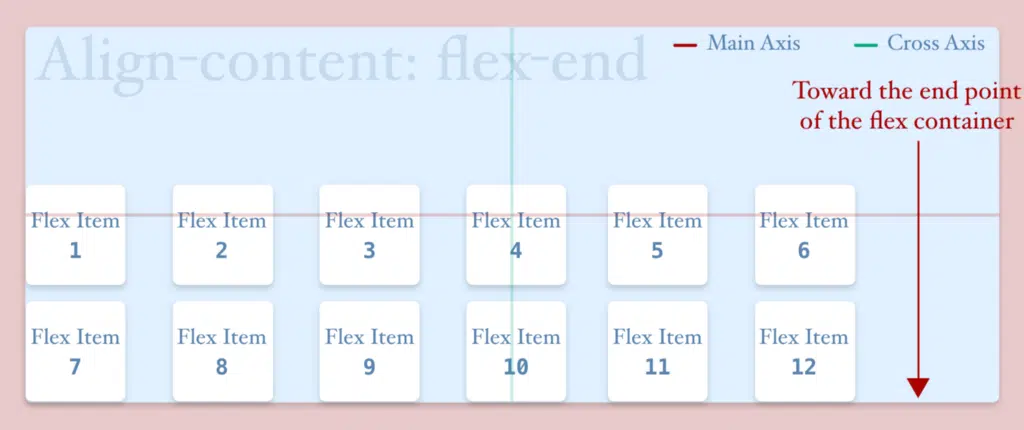 Align-content: flex-end
Main Axis
Cross Axis
Toward the end point
of the flex container
Flex Item
1
Flex Item
2
Flex Item
3
Flex Item
4
Flex Item
5
Flex Item
6
Flex Item
7
Flex Item
8
Flex Item
9
Flex Item
10
Flex Item
11
Flex Item
12